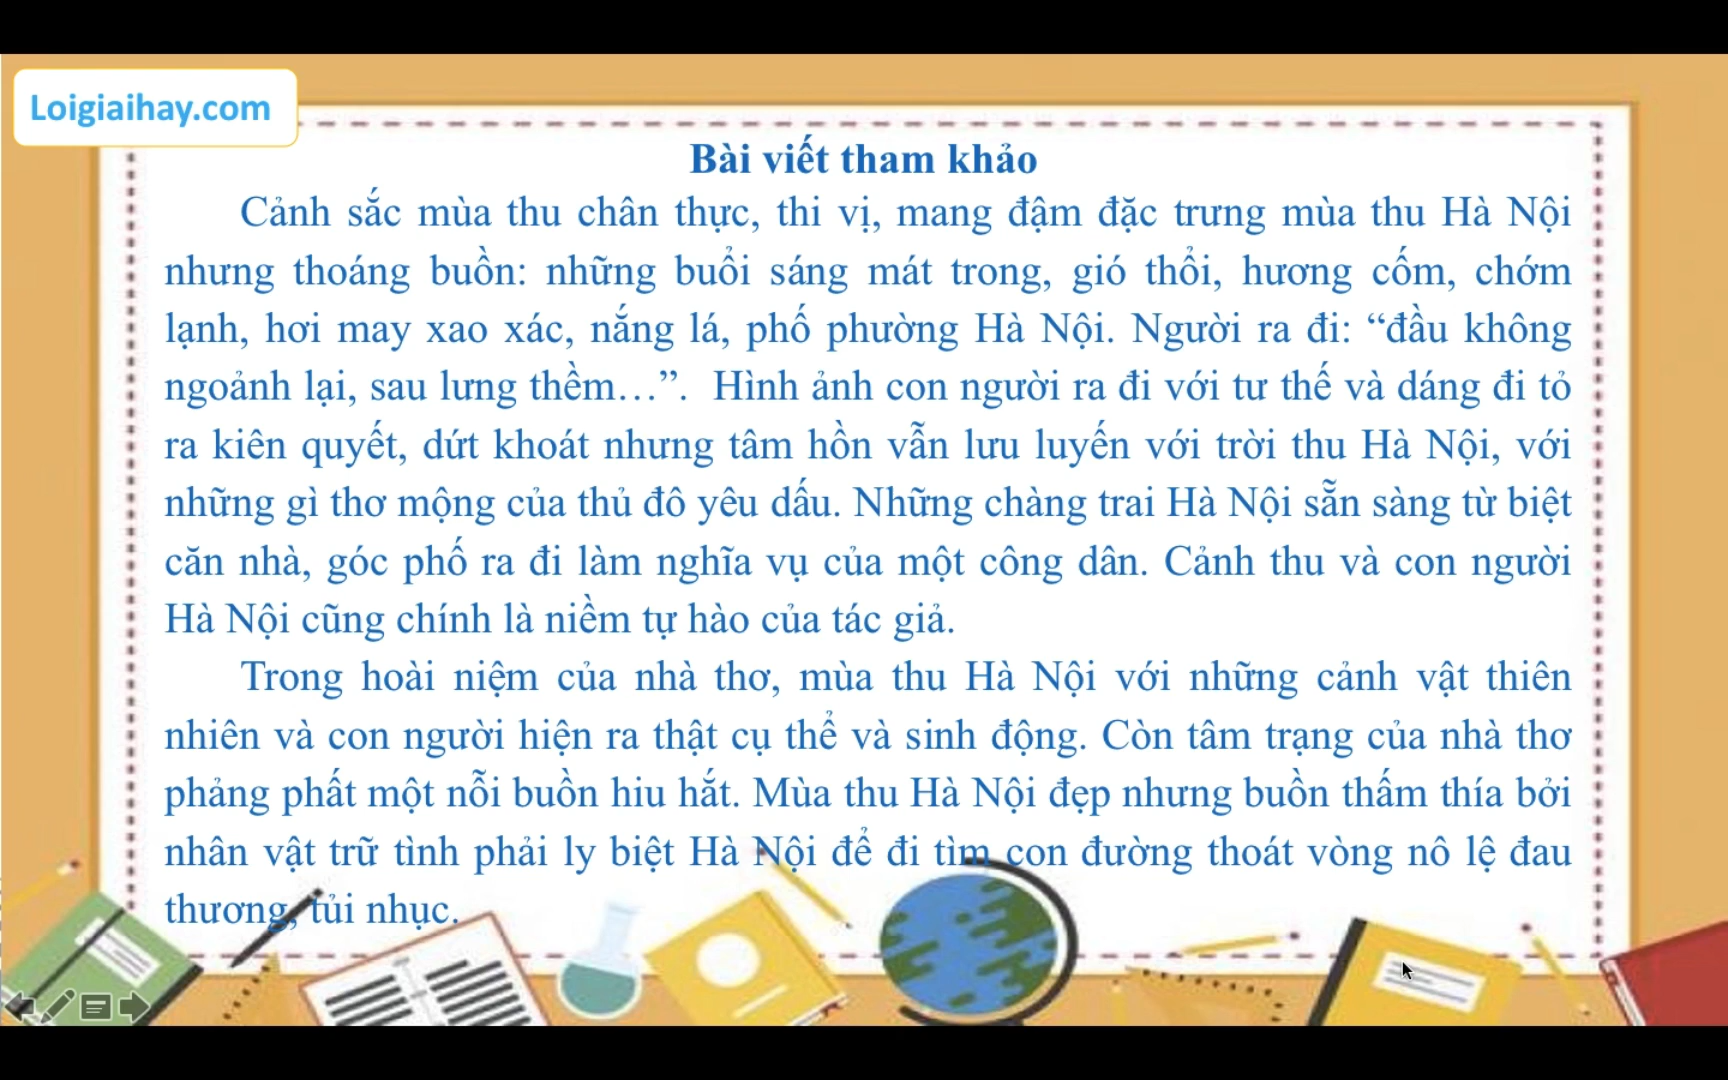 Loigiaihay.com
Bài viết tham khảo
Cảnh sắc mùa thu chân thực, thi vị, mang đậm đặc trưng mùa thu Hà Nội
nhưng thoáng buồn: những buổi sáng mát trong, gió thổi, hương cốm, chớm
lạnh, hơi may xao xác, nắng lá, phố phường Hà Nội. Người ra đi: “đầu không
ngoảnh lại, sau lưng thềm…”. Hình ảnh con người ra đi với tư thế và dáng đi tỏ
ra kiên quyết, dứt khoát nhưng tâm hồn vẫn lưu luyến với trời thu Hà Nội, với
những gì thơ mộng của thủ đô yêu dấu. Những chàng trai Hà Nội sẵn sàng từ biệt
căn nhà, góc phố ra đi làm nghĩa vụ của một công dân. Cảnh thu và con người
Hà Nội cũng chính là niềm tự hào của tác giả.
Trong hoài niệm của nhà thơ, mùa thu Hà Nội với những cảnh vật thiên
nhiên và con người hiện ra thật cụ thể và sinh động. Còn tâm trạng của nhà thơ
phảng phất một nỗi buồn hiu hắt. Mùa thu Hà Nội đẹp nhưng buồn thấm thía bởi
nhân vật trữ tình phải ly biệt Hà Nội để đi tìm con đường thoát vòng nô lệ đau
thương, tủi nhục.